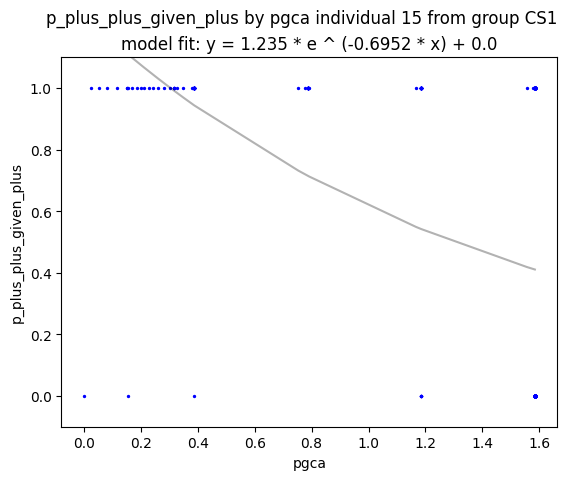 p_plus_plus_given_plus by pgca individual 15 from group CS1
model fit: y = 1.235 * e ^ (-0.6952 * x) + 0.0
p_plus_plus_given_plus
1.0
0.8
0.6
0.4
0.2
0.0
0.0 0.2 0.4 0.6 0.8 1.0 1.2 1.4 1.6
pgca